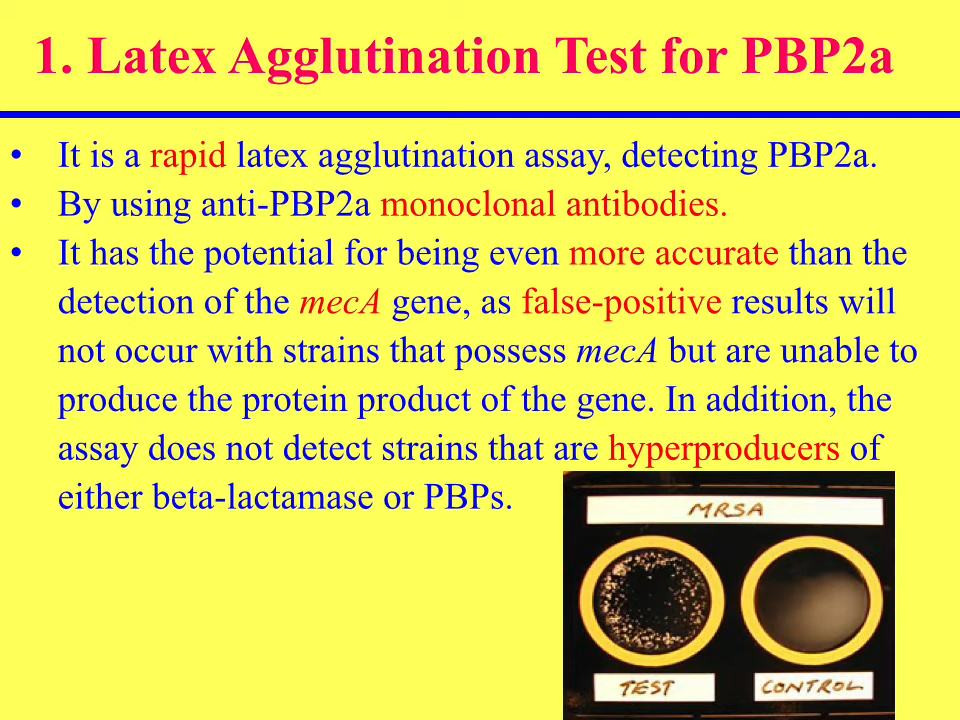 1. Latex Agglutination Test for PBP2a
• It is a rapid latex agglutination assay, detecting PBP2a.
• By using anti-PBP2a monoclonal antibodies.
• It has the potential for being even more accurate than the
detection of the mecA gene, as false-positive results will
not occur with strains that possess mecA but are unable to
produce the protein product of the gene. In addition, the
assay does not detect strains that are hyperproducers of
either beta-lactamase or PBPs.
MRSA
TEST CONTROL